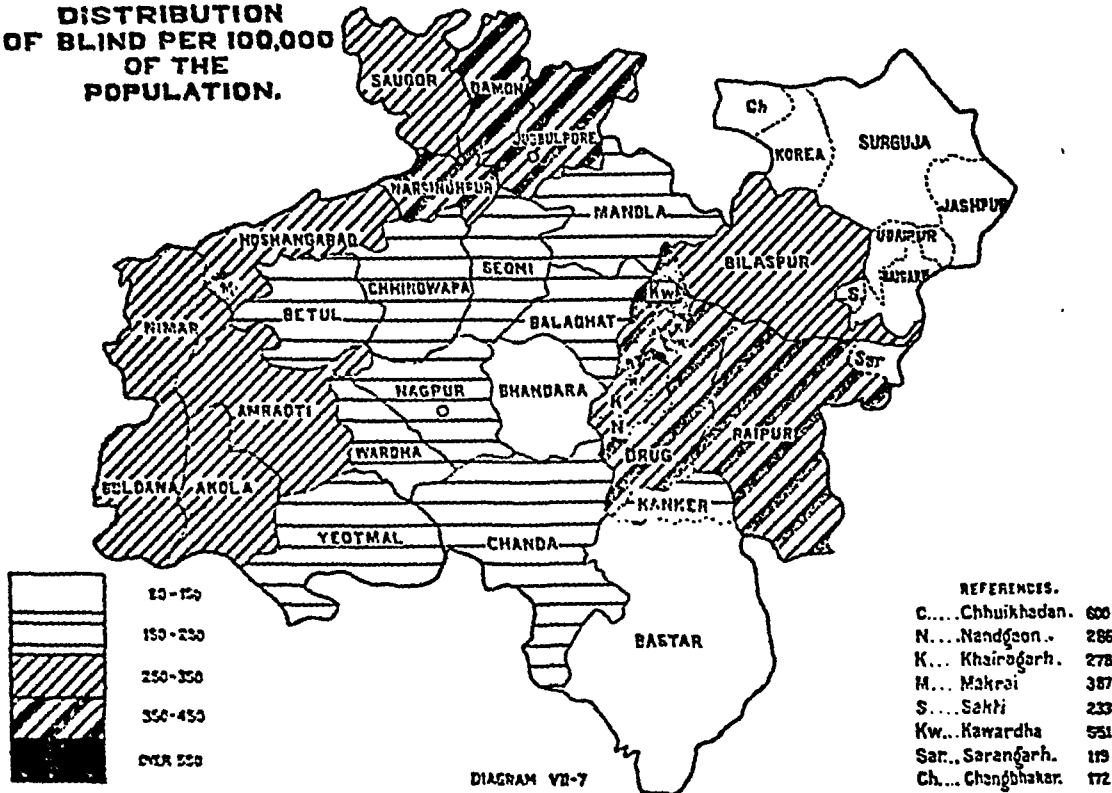 DISTRIBUTION
OF BLIND PER 100,000
OF THE
POPULATION.
SAUGOR
DAMOH
JUBBULPORE
NARSINGHPUR
MANDLA
HOSHANGABAD
SEONI
CHHINDWARA
BETUL
BALAGHAT
M
NIMAR
NAGPUR
BHANDARA
AMRAOTI
WARDHA
BULDANA
AKOLA
YEOTMAL
CHANDA
Ch
KOREA
SURGUJA
JASHPUR
UDAIPUR
RAIGARH
BILASPUR
S.
Kw
Sar
K
N
DRUG
RAIPUR
KANKER
BASTAR
150-250
250-350
350-450
OVER 550
DIAGRAM VII-7
REFERENCES.
C.....Chhuikhadan. 600
N....Nandgaon.. 286
K... Khairagarh. 278
M... Makrai 387
S....Sakti 233
Kw...Kawardha 551
Sar...Sarangarh. 119
Ch....Changbhakar. 172